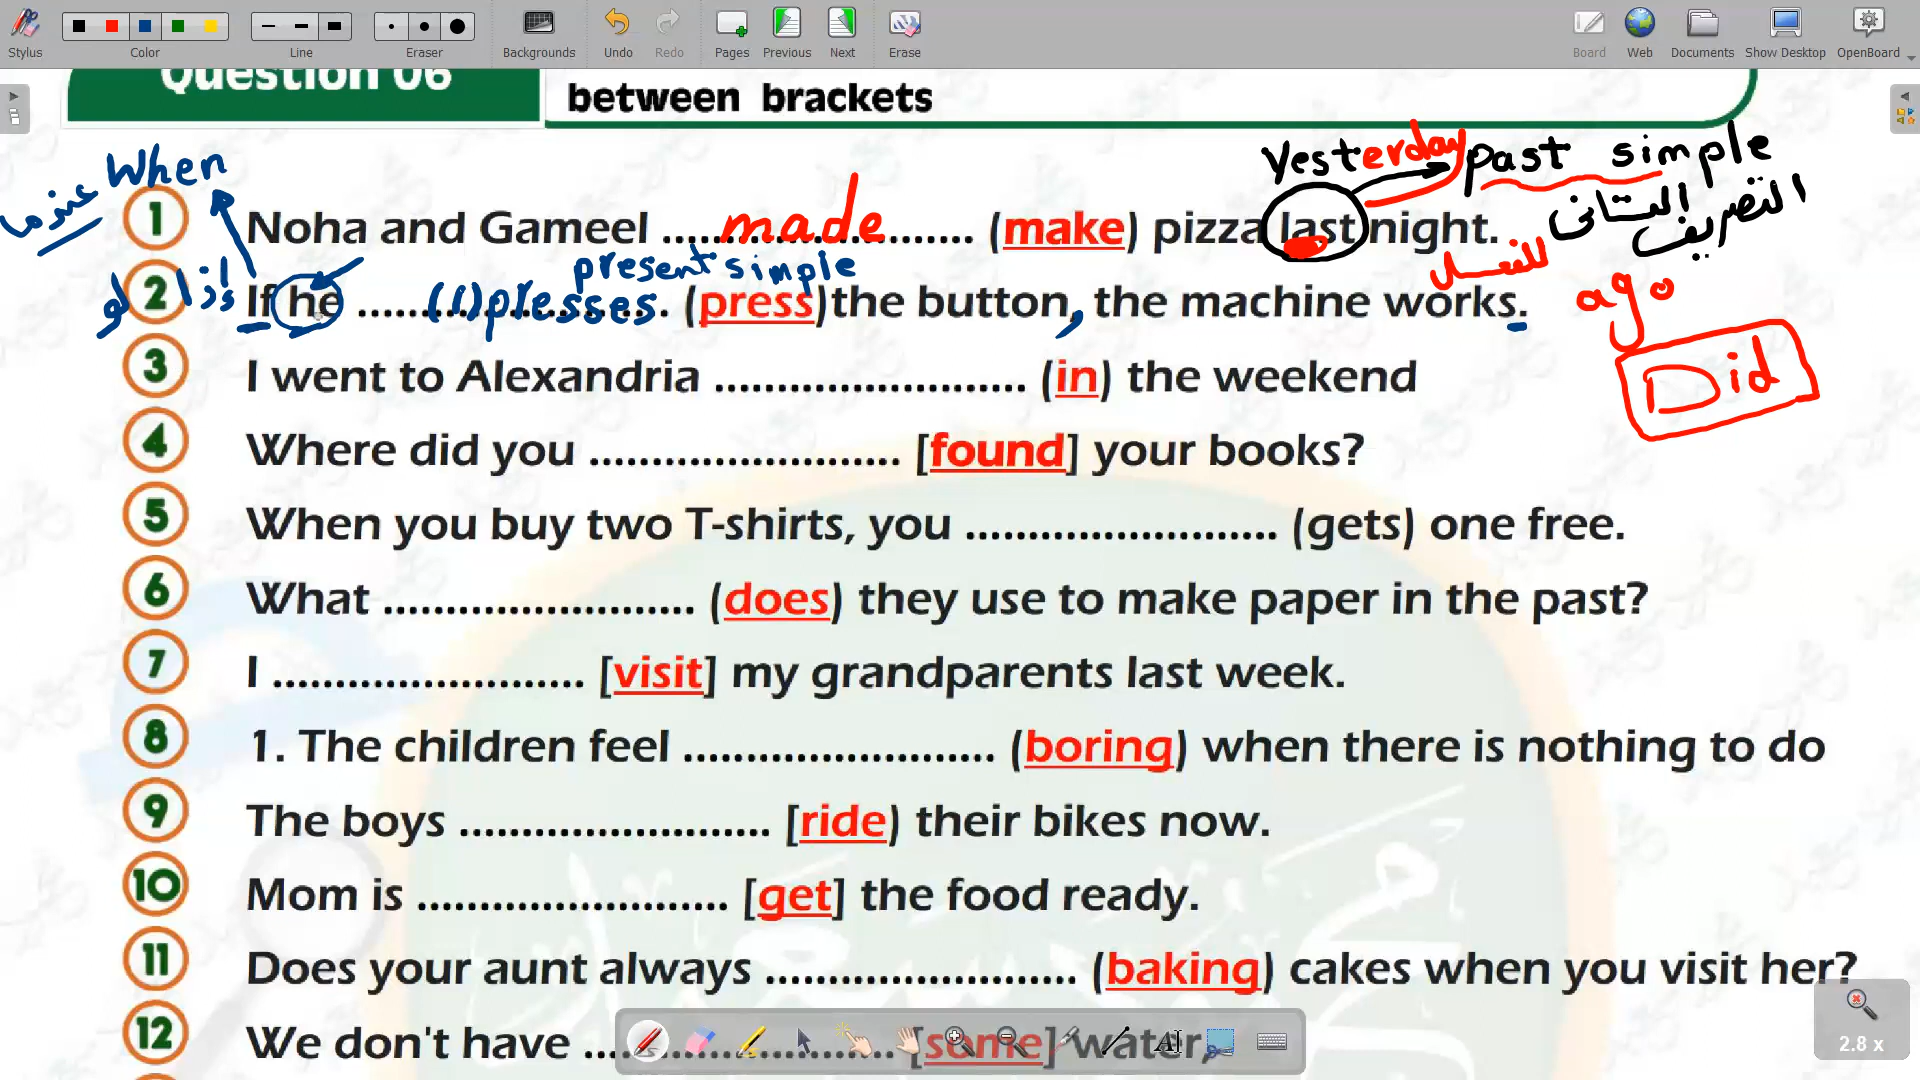 Stylus Color Line Eraser Backgrounds Undo Redo Pages Previous Next Erase Board Web Documents Show Desktop OpenBoard
Question 06
between brackets
When
عندما
yesterday past simple
التصريف الثانى للفعل
1 Noha and Gameel ......made...... (make) pizza last night.
present simple
ago
Did
اذا
لو
2 If he ......presses...... (press)the button, the machine works.
3 I went to Alexandria ......................... (in) the weekend
4 Where did you ......................... [found] your books?
5 When you buy two T-shirts, you ......................... (gets) one free.
6 What ......................... (does) they use to make paper in the past?
7 I ......................... [visit] my grandparents last week.
8 1. The children feel ......................... (boring) when there is nothing to do
9 The boys ......................... [ride) their bikes now.
10 Mom is ......................... [get] the food ready.
11 Does your aunt always ......................... (baking) cakes when you visit her?
12 We don't have ......................... [some] water,
2.8 x